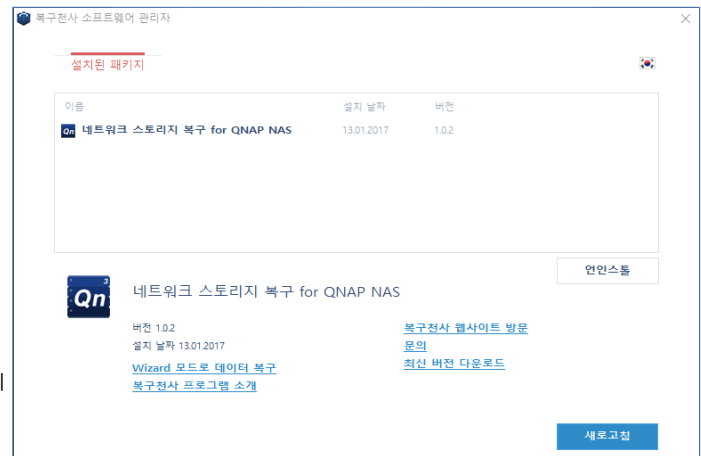 복구천사 소프트웨어 관리자
설치된 패키지
이름 설치 날짜 버전
Qn 네트워크 스토리지 복구 for QNAP NAS 13.01.2017 1.0.2
언인스톨
3
Qn
네트워크 스토리지 복구 for QNAP NAS
버전 1.0.2 복구천사 웹사이트 방문
설치 날짜 13.01.2017 문의
Wizard 모드로 데이터 복구 최신 버전 다운로드
복구천사 프로그램 소개
새로고침